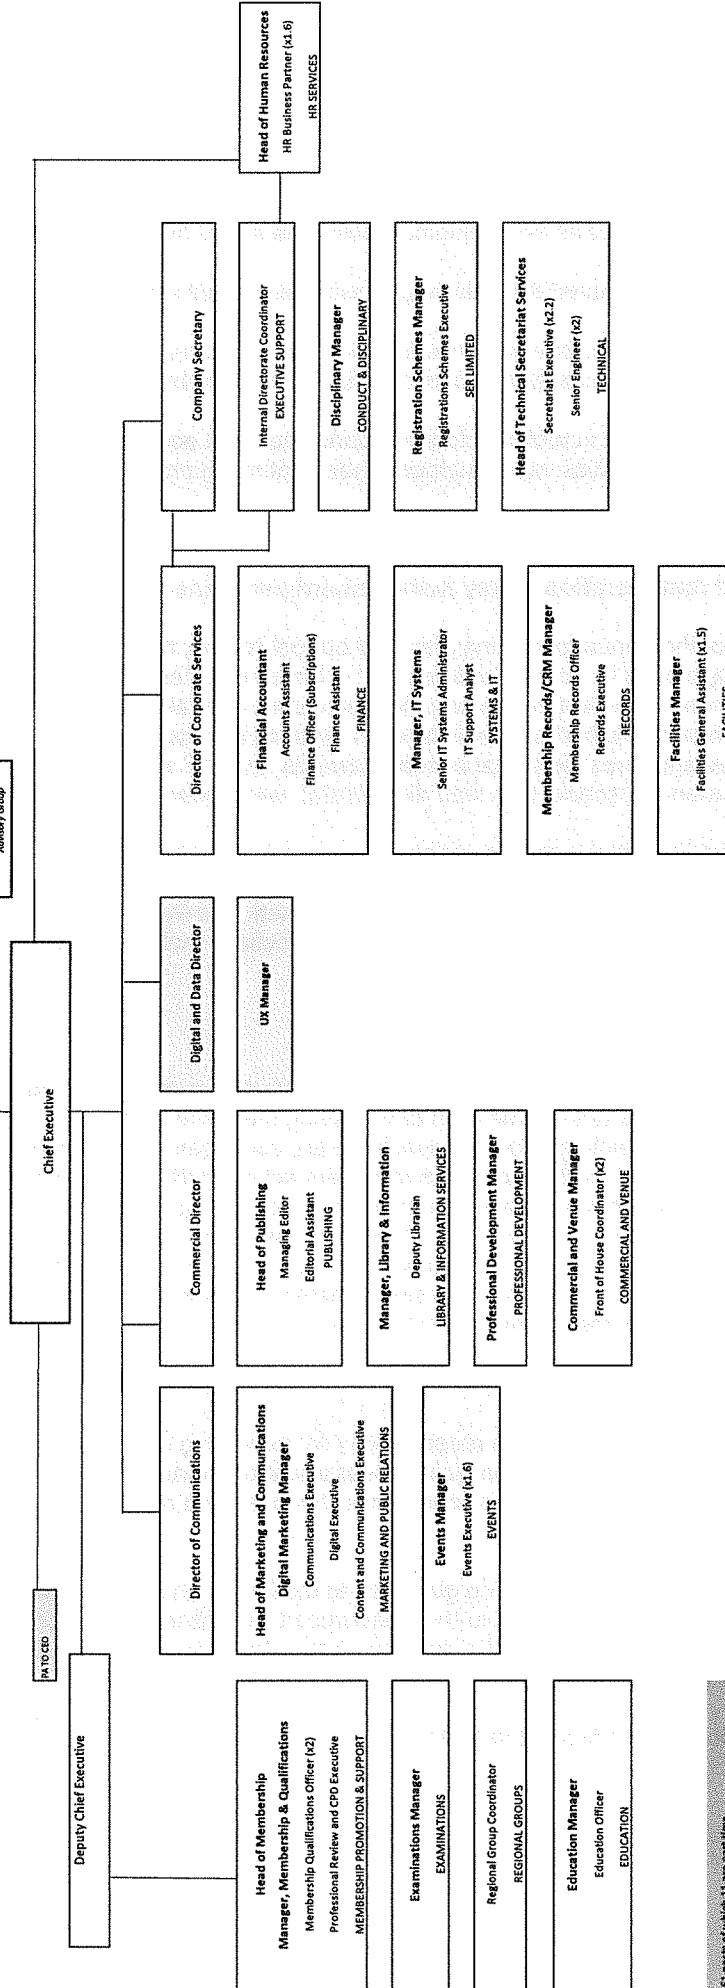 Advisory Group
Chief Executive
PA TO CEO
Deputy Chief Executive
Head of Membership
Manager, Membership & Qualifications
Membership Qualifications Officer (x2)
Professional Review and CPD Executive
MEMBERSHIP PROMOTION & SUPPORT
Examinations Manager
EXAMINATIONS
Regional Group Coordinator
REGIONAL GROUPS
Education Manager
Education Officer
EDUCATION
Director of Communications
Head of Marketing and Communications
Digital Marketing Manager
Communications Executive
Digital Executive
Content and Communications Executive
MARKETING AND PUBLIC RELATIONS
Events Manager
Events Executive (x1.6)
EVENTS
Commercial Director
Head of Publishing
Managing Editor
Editorial Assistant
PUBLISHING
Manager, Library & Information
Deputy Librarian
LIBRARY & INFORMATION SERVICES
Professional Development Manager
PROFESSIONAL DEVELOPMENT
Commercial and Venue Manager
Front of House Coordinator (x2)
COMMERCIAL AND VENUE
Digital and Data Director
UX Manager
Director of Corporate Services
Financial Accountant
Accounts Assistant
Finance Officer (Subscriptions)
Finance Assistant
FINANCE
Manager, IT Systems
Senior IT Systems Administrator
IT Support Analyst
SYSTEMS & IT
Membership Records/CRM Manager
Membership Records Officer
Records Executive
RECORDS
Facilities Manager
Facilities General Assistant (x1.5)
Company Secretary
Internal Directorate Coordinator
EXECUTIVE SUPPORT
Disciplinary Manager
CONDUCT & DISCIPLINARY
Registration Schemes Manager
Registrations Schemes Executive
SER LIMITED
Head of Technical Secretariat Services
Secretariat Executive (x2.2)
Senior Engineer (x2)
TECHNICAL
Head of Human Resources
HR Business Partner (x1.6)
HR SERVICES